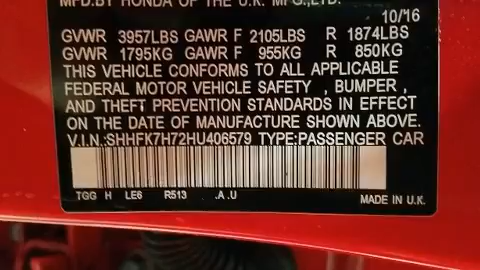 MFD.BY HONDA OF THE U.K. MFG.,LTD.
10/16
GVWR 3957LBS GAWR F 2105LBS R 1874LBS
GVWR 1795KG GAWR F 955KG R 850KG
THIS VEHICLE CONFORMS TO ALL APPLICABLE
FEDERAL MOTOR VEHICLE SAFETY , BUMPER ,
AND THEFT PREVENTION STANDARDS IN EFFECT
ON THE DATE OF MANUFACTURE SHOWN ABOVE.
V.I.N.:SHHFK7H72HU406579 TYPE:PASSENGER CAR
TGG H LE6 R513 .A .U MADE IN U.K.